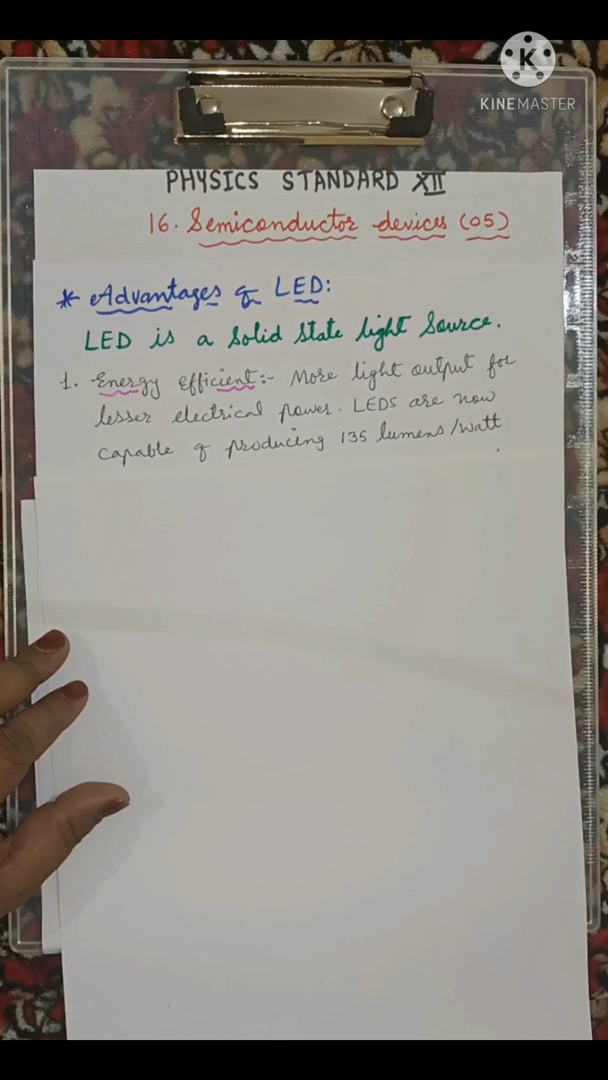 K
KINEMASTER
PHYSICS STANDARD XII
16. Semiconductor devices (05)
* Advantages of LED:
LED is a Solid State light Source.
1. Energy efficient:- More light output for
lesser electrical power. LEDs are now
capable of producing 135 lumens/watt